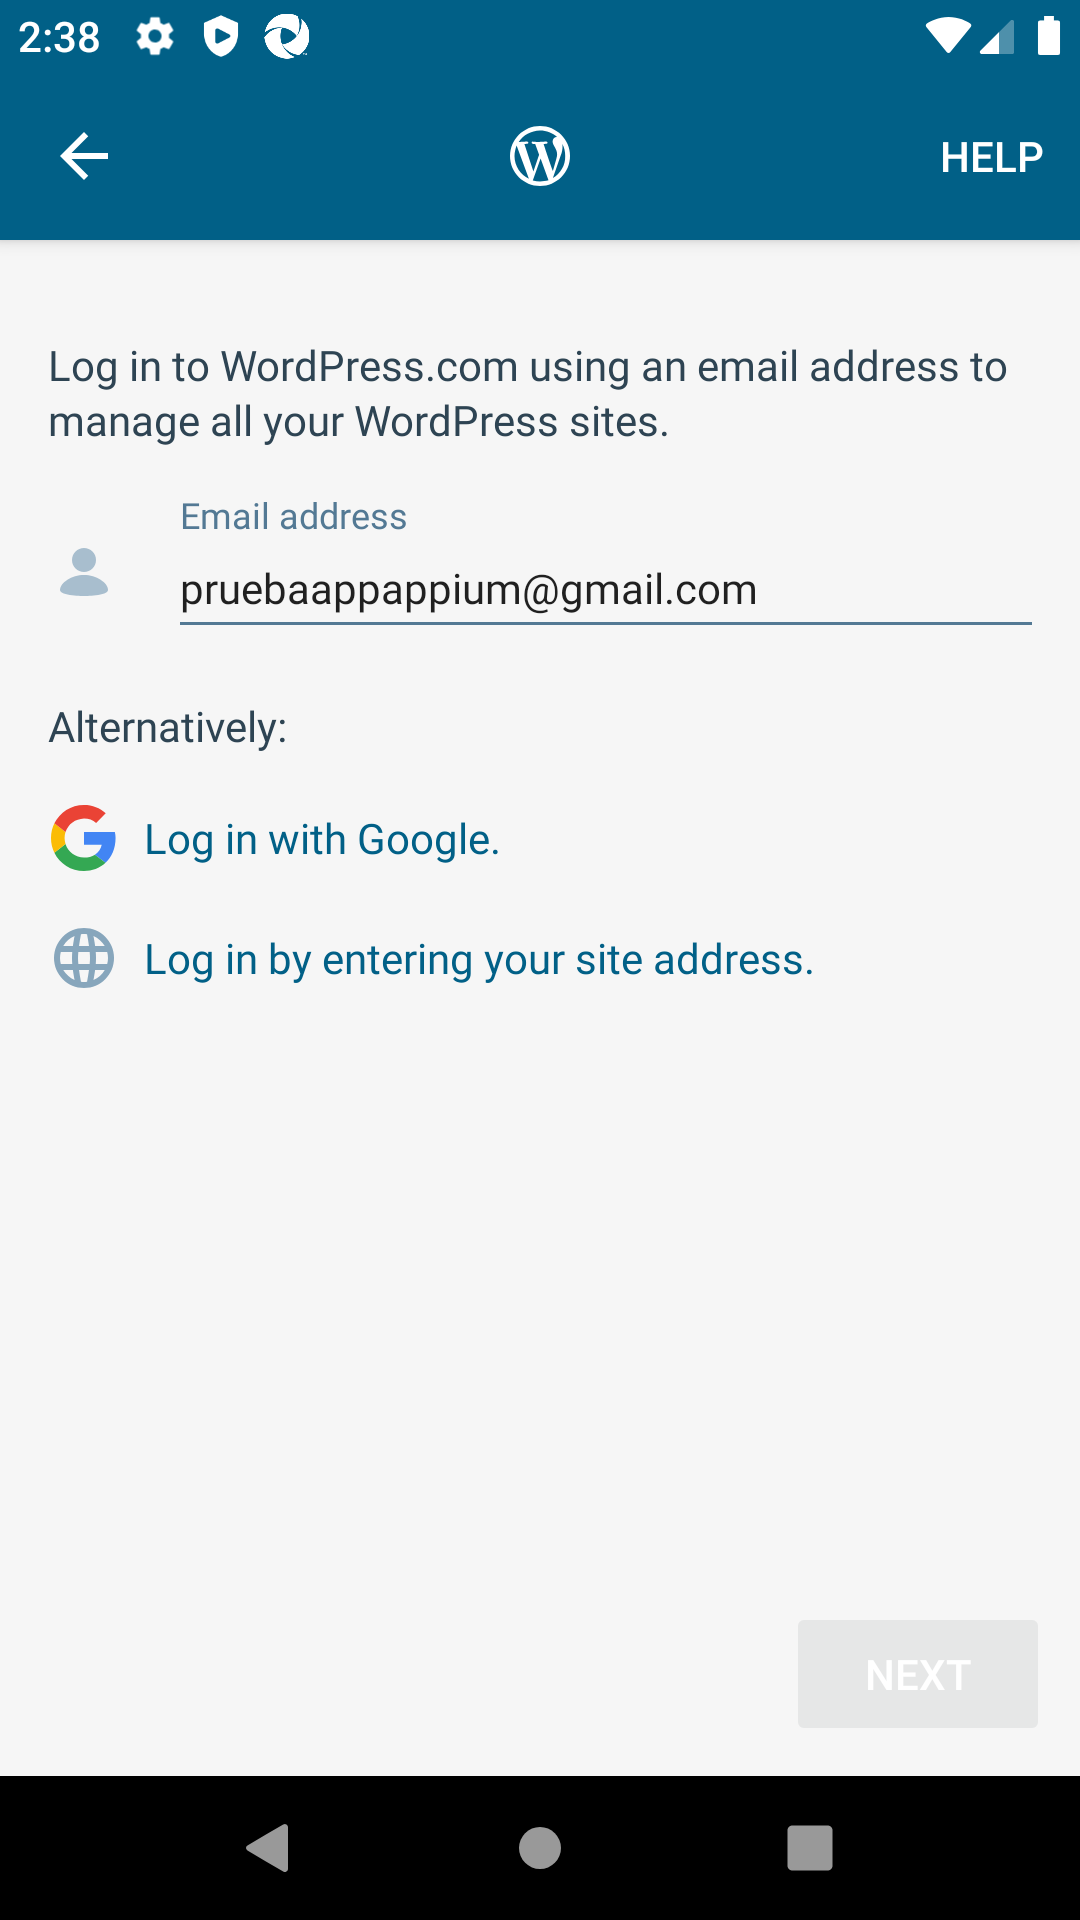 2:38
HELP
Log in to WordPress.com using an email address to
manage all your WordPress sites.
Email address
pruebaappappium@gmail.com
Alternatively:
Log in with Google.
Log in by entering your site address.
NEXT